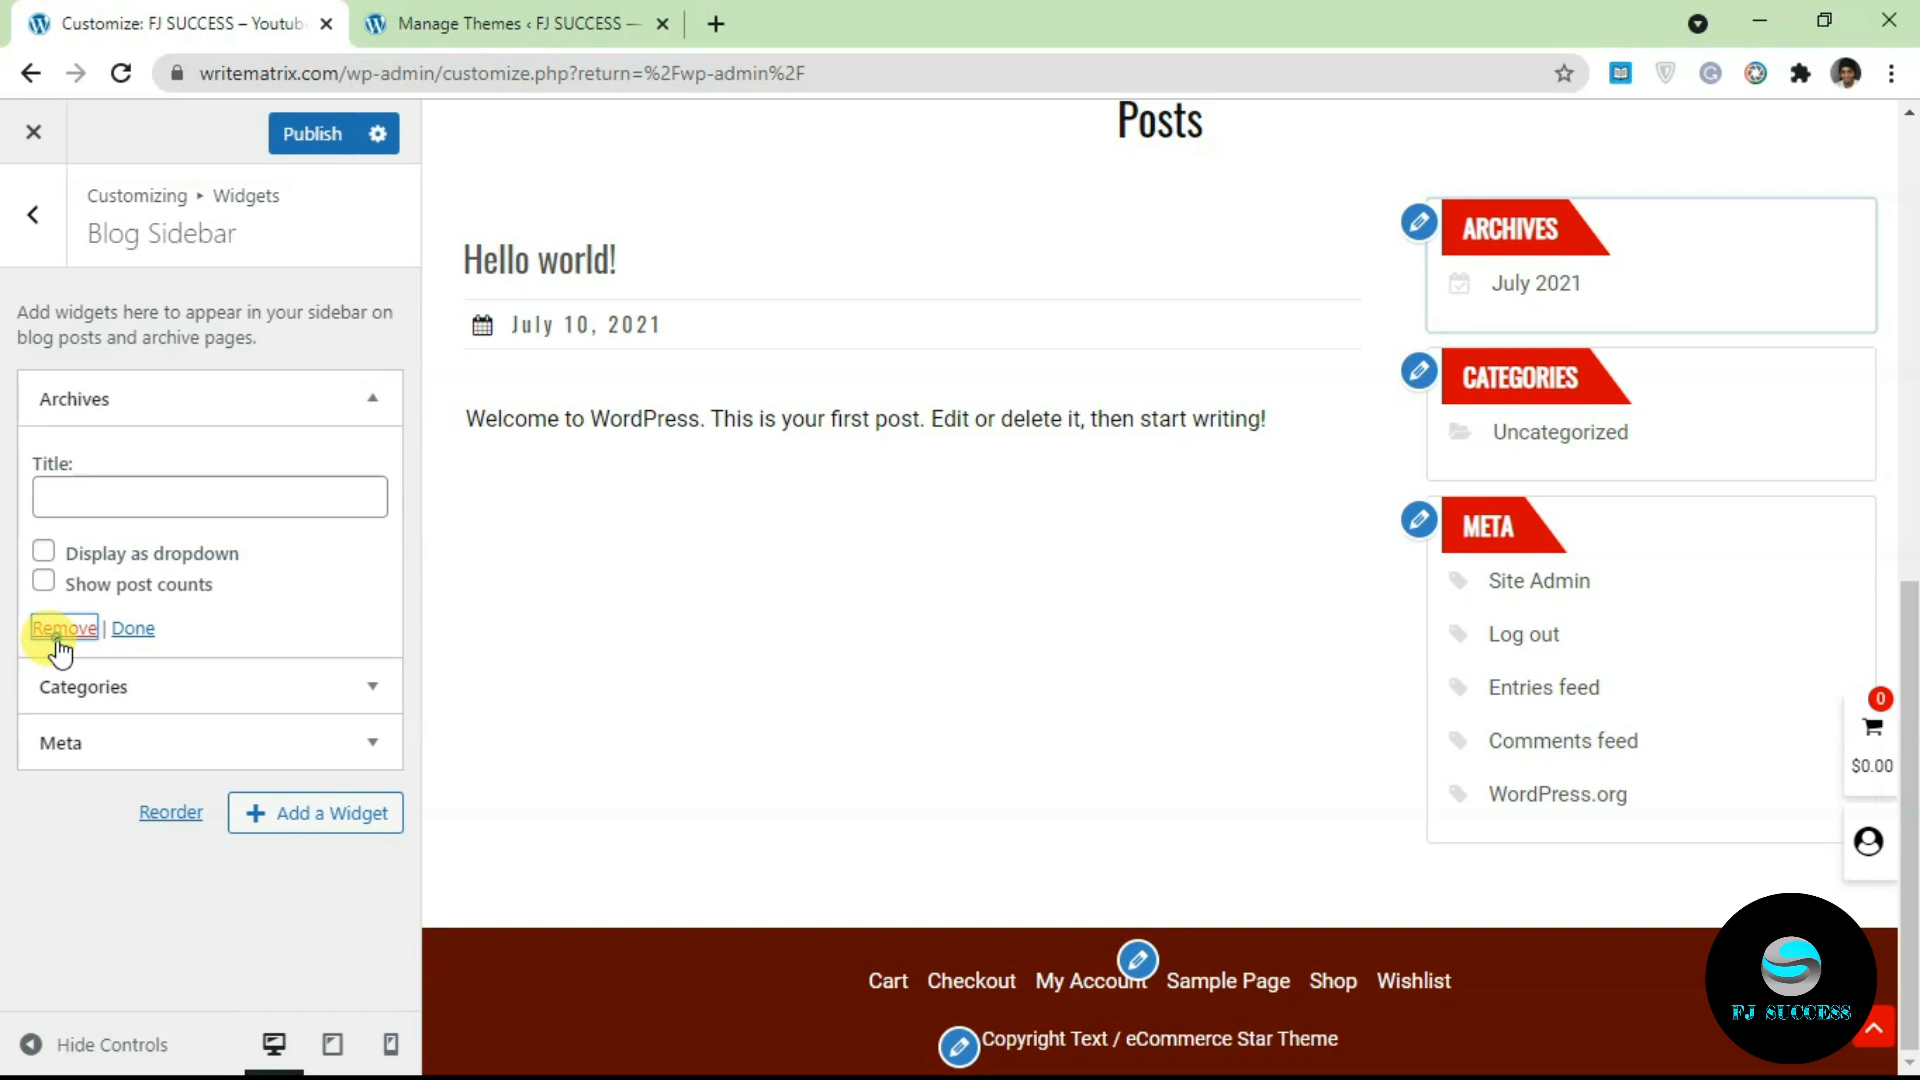 Customize: FJ SUCCESS – Youtub
Manage Themes ‹ FJ SUCCESS —
writematrix.com/wp-admin/customize.php?return=%2Fwp-admin%2F
Publish
Customizing ▸ Widgets
Blog Sidebar
Add widgets here to appear in your sidebar on
blog posts and archive pages.
Archives
Title:
Display as dropdown
Show post counts
Remove | Done
Categories
Meta
Reorder
+ Add a Widget
Hide Controls
Posts
Hello world!
July 10, 2021
Welcome to WordPress. This is your first post. Edit or delete it, then start writing!
ARCHIVES
July 2021
CATEGORIES
Uncategorized
META
Site Admin
Log out
Entries feed
Comments feed
WordPress.org
0
$0.00
Cart Checkout My Account Sample Page Shop Wishlist
Copyright Text / eCommerce Star Theme
FJ SUCCESS